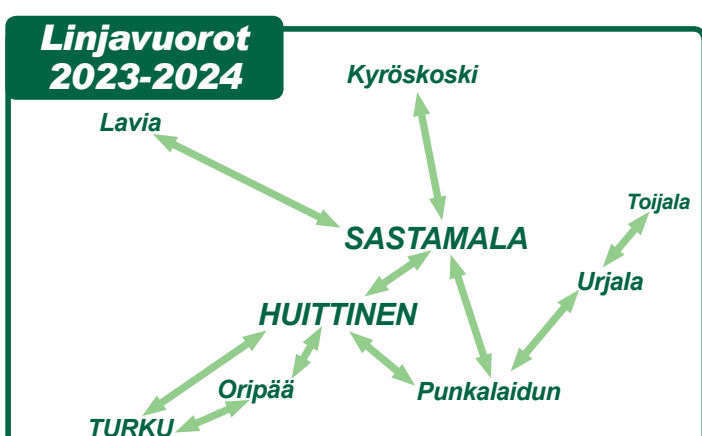 Linjavuorot
2023-2024
Kyröskoski
Lavia
Toijala
SASTAMALA
Urjala
HUITTINEN
Oripää
Punkalaidun
TURKU